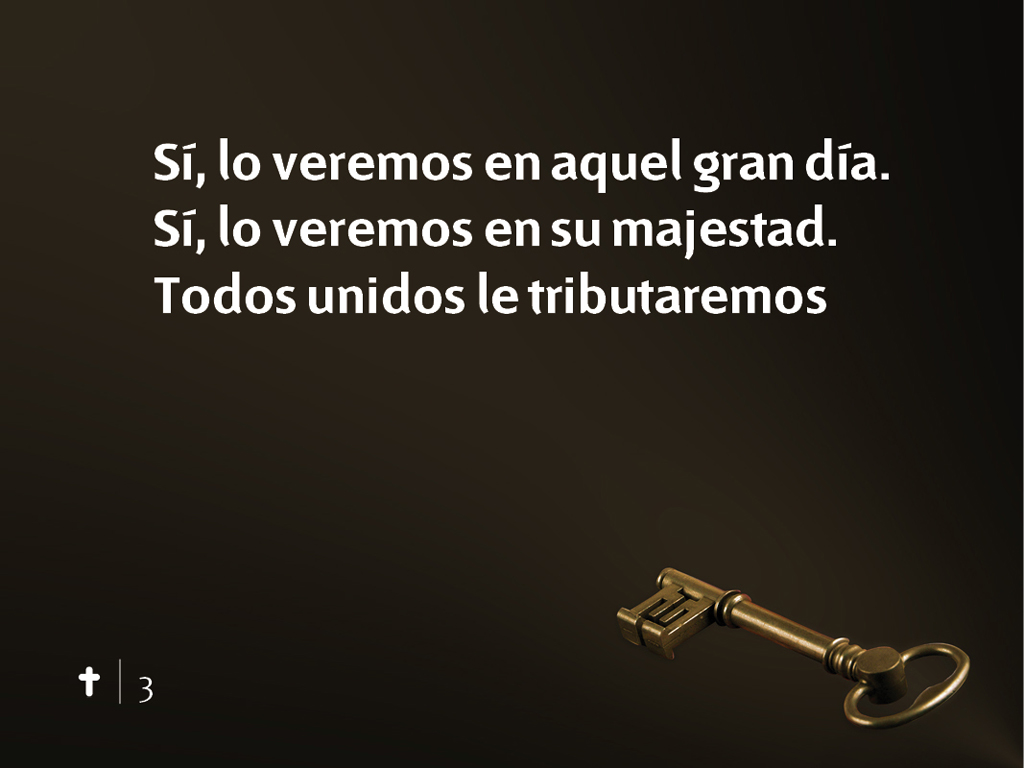 Sí, lo veremos en aquel gran día.
Sí, lo veremos en su majestad.
Todos unidos le tributaremos
3